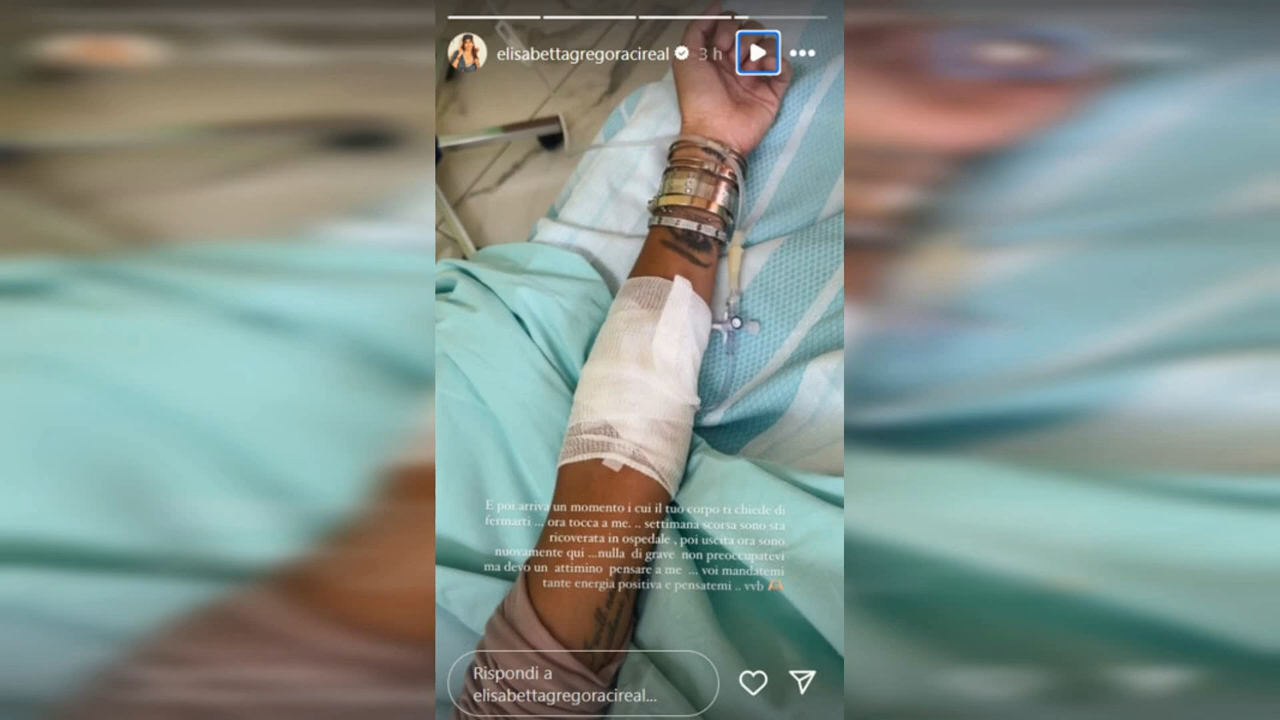 elisabettagregoracireal 3 h
E poi arriva un momento i cui il tuo corpo ti chiede di
fermarti ... ora tocca a me. .. settimana scorsa sono sta
ricoverata in ospedale , poi uscita ora sono
nuovamente qui ...nulla di grave non preoccupatevi
ma devo un attimino pensare a me ... voi mandatemi
tante energia positiva e pensatemi .. vvb
Rispondi a
elisabettagregoracireal...